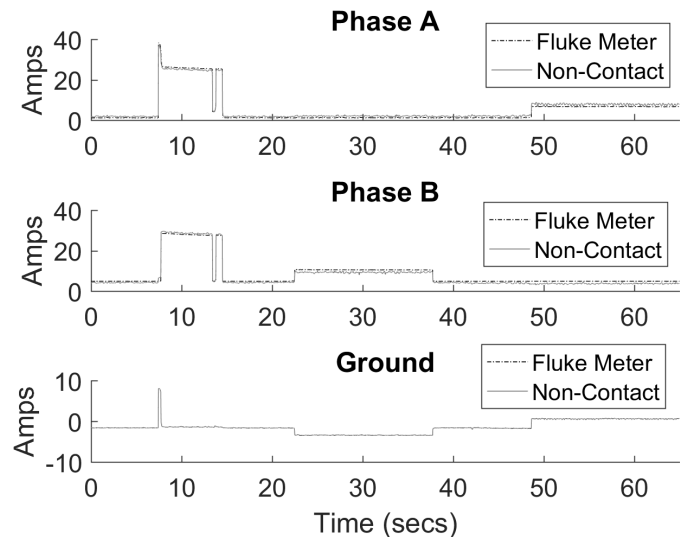 Phase A
Amps
40
20
0
Fluke Meter
Non-Contact
0 10 20 30 40 50 60
Phase B
Amps
40
20
0
Fluke Meter
Non-Contact
0 10 20 30 40 50 60
Ground
Amps
10
0
-10
Fluke Meter
Non-Contact
0 10 20 30 40 50 60
Time (secs)